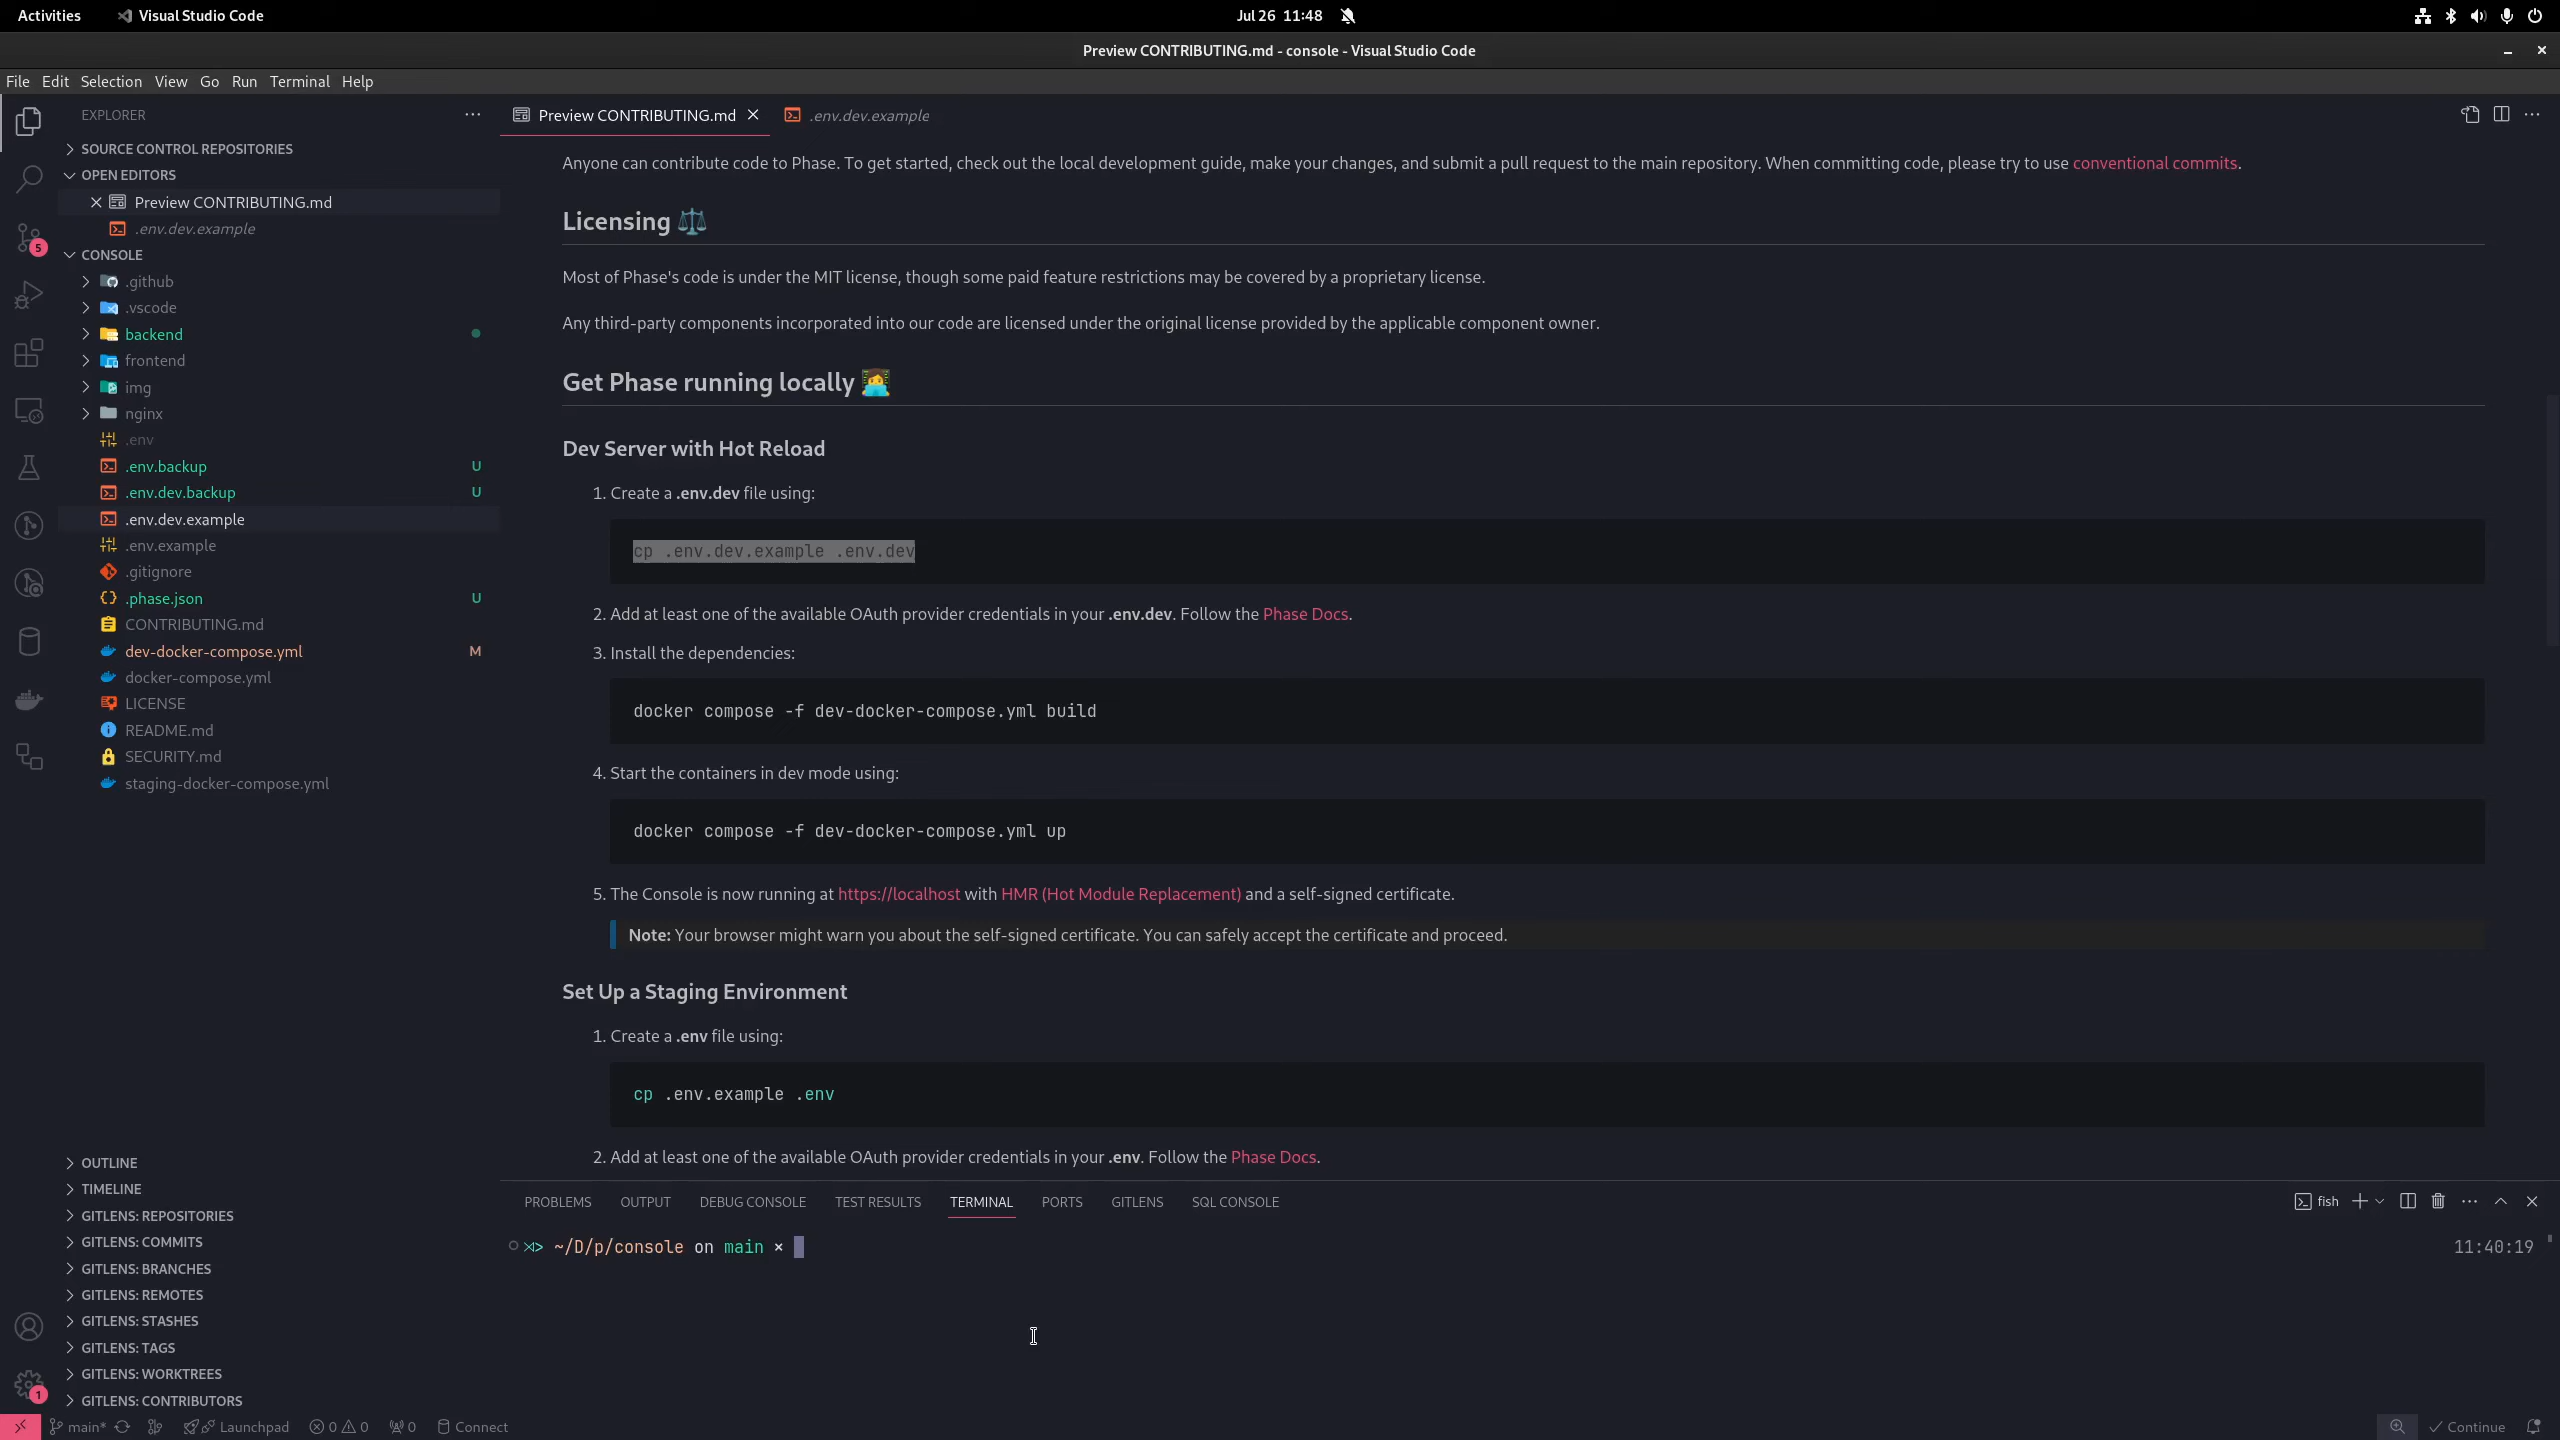 Activities
Visual Studio Code
Jul 26 11:48
Preview CONTRIBUTING.md - console - Visual Studio Code
File Edit Selection View Go Run Terminal Help
EXPLORER
SOURCE CONTROL REPOSITORIES
OPEN EDITORS
Preview CONTRIBUTING.md
.env.dev.example
CONSOLE
.github
.vscode
backend
frontend
img
nginx
.env
.env.backup U
.env.dev.backup U
.env.dev.example
.env.example
.gitignore
.phase.json U
CONTRIBUTING.md
dev-docker-compose.yml M
docker-compose.yml
LICENSE
README.md
SECURITY.md
staging-docker-compose.yml
OUTLINE
TIMELINE
GITLENS: REPOSITORIES
GITLENS: COMMITS
GITLENS: BRANCHES
GITLENS: REMOTES
GITLENS: STASHES
GITLENS: TAGS
GITLENS: WORKTREES
GITLENS: CONTRIBUTORS
5
1
Preview CONTRIBUTING.md
.env.dev.example
Anyone can contribute code to Phase. To get started, check out the local development guide, make your changes, and submit a pull request to the main repository. When committing code, please try to use conventional commits.
Licensing ⚖️
Most of Phase's code is under the MIT license, though some paid feature restrictions may be covered by a proprietary license.
Any third-party components incorporated into our code are licensed under the original license provided by the applicable component owner.
Get Phase running locally 👩‍💻
Dev Server with Hot Reload
1. Create a .env.dev file using:
cp .env.dev.example .env.dev
2. Add at least one of the available OAuth provider credentials in your .env.dev. Follow the Phase Docs.
3. Install the dependencies:
docker compose -f dev-docker-compose.yml build
4. Start the containers in dev mode using:
docker compose -f dev-docker-compose.yml up
5. The Console is now running at https://localhost with HMR (Hot Module Replacement) and a self-signed certificate.
Note: Your browser might warn you about the self-signed certificate. You can safely accept the certificate and proceed.
Set Up a Staging Environment
1. Create a .env file using:
cp .env.example .env
2. Add at least one of the available OAuth provider credentials in your .env. Follow the Phase Docs.
PROBLEMS OUTPUT DEBUG CONSOLE TEST RESULTS TERMINAL PORTS GITLENS SQL CONSOLE
fish
~/D/p/console on main × 11:40:19
main* Launchpad 0 0 0 Connect
Continue